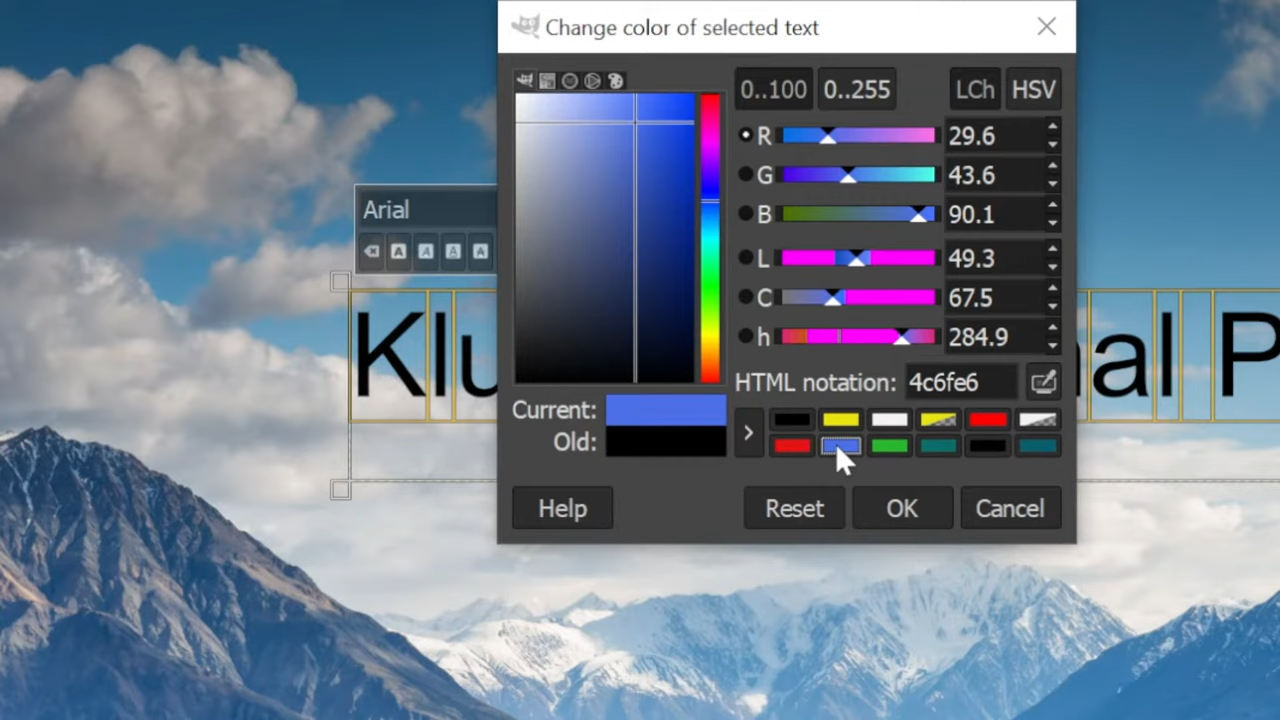 Change color of selected text
0..100 0..255 LCh HSV
R 29.6
G 43.6
B 90.1
L 49.3
C 67.5
h 284.9
HTML notation: 4c6fe6
Current:
Old:
Help Reset OK Cancel
Arial
A A A A
Klu
nal P